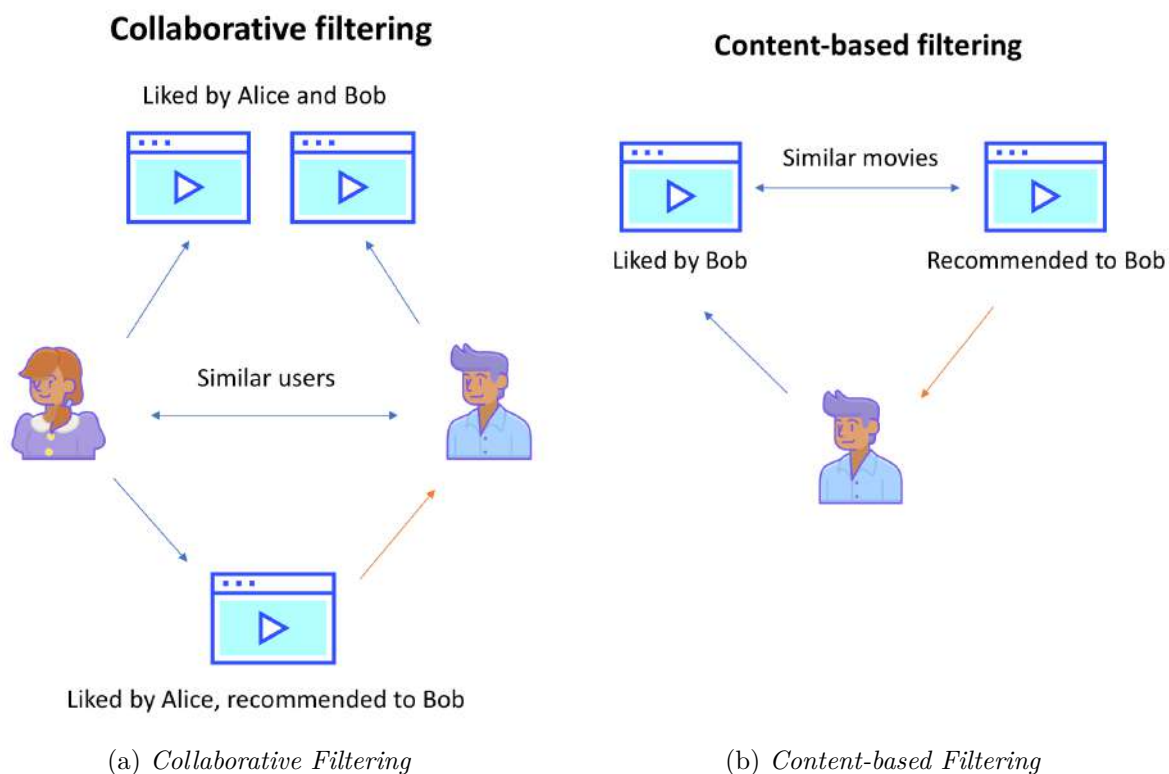 Collaborative filtering
Liked by Alice and Bob
Similar users
Liked by Alice, recommended to Bob
(a) Collaborative Filtering
Content-based filtering
Similar movies
Liked by Bob
Recommended to Bob
(b) Content-based Filtering